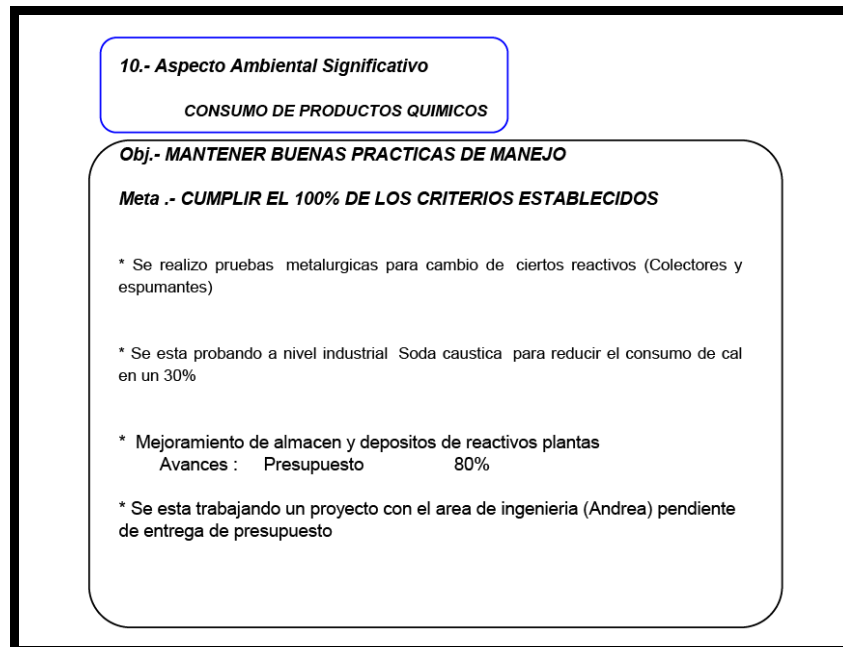 10.- Aspecto Ambiental Significativo
CONSUMO DE PRODUCTOS QUIMICOS
Obj.- MANTENER BUENAS PRACTICAS DE MANEJO
Meta .- CUMPLIR EL 100% DE LOS CRITERIOS ESTABLECIDOS
* Se realizo pruebas metalurgicas para cambio de ciertos reactivos (Colectores y
espumantes)
* Se esta probando a nivel industrial Soda caustica para reducir el consumo de cal
en un 30%
* Mejoramiento de almacen y depositos de reactivos plantas
Avances : Presupuesto 80%
* Se esta trabajando un proyecto con el area de ingenieria (Andrea) pendiente
de entrega de presupuesto